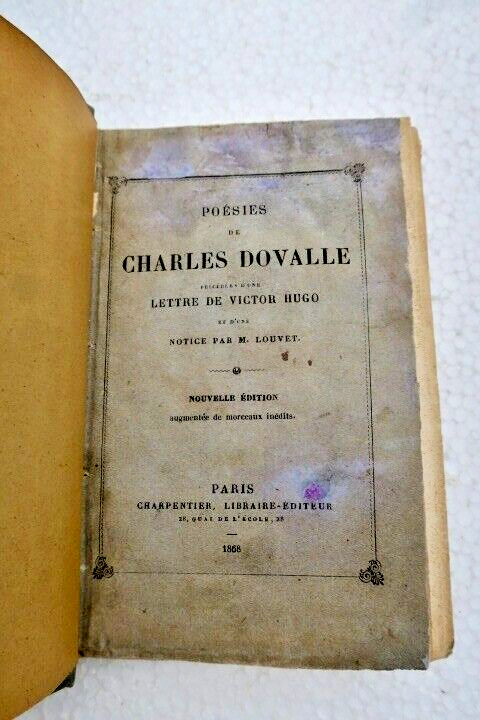 POÉSIES
DE
CHARLES DOVALLE
PRÉCÉDÉES D'UNE
LETTRE DE VICTOR HUGO
ET D'UNE
NOTICE PAR M. LOUVET.
NOUVELLE ÉDITION
augmentée de morceaux inédits.
PARIS
CHARPENTIER, LIBRAIRE-ÉDITEUR
28, QUAI DE L'ÉCOLE, 28
1868